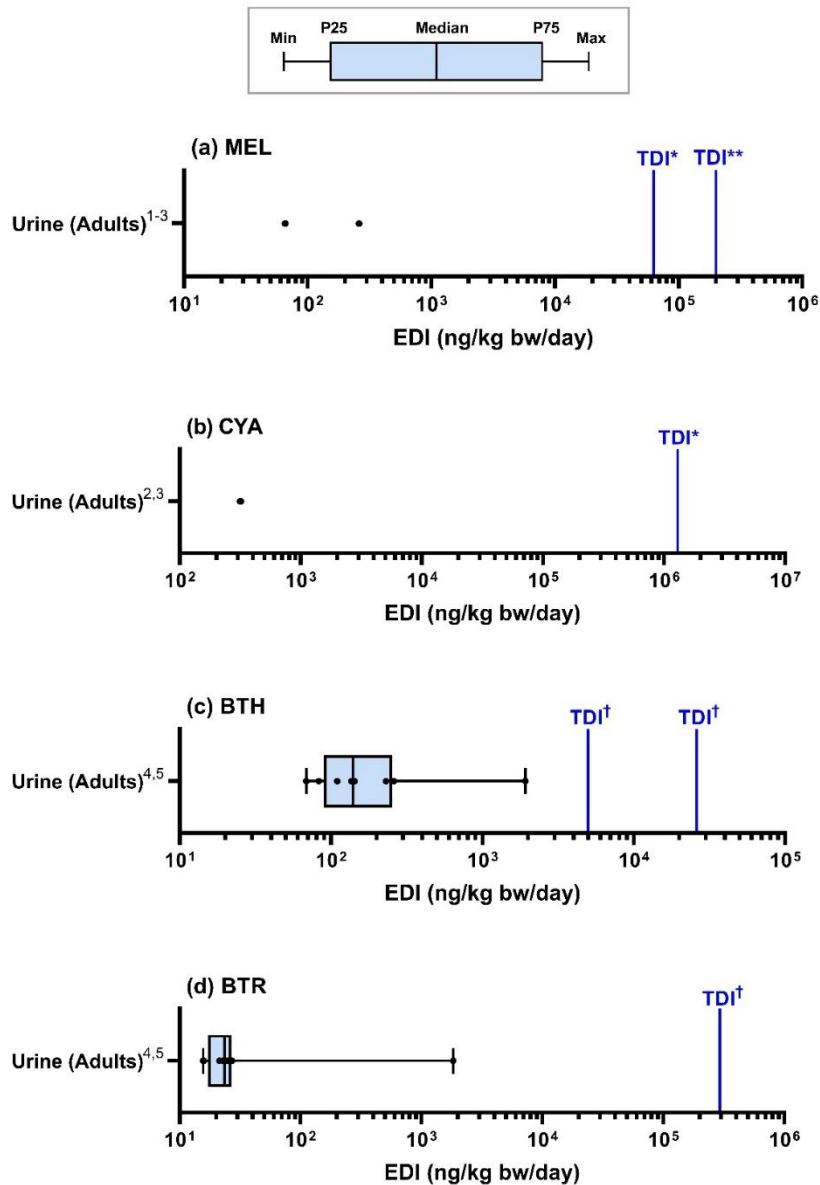 Min P25 Median P75 Max
(a) MEL
TDI* TDI**
Urine (Adults)¹⁻³
10¹ 10² 10³ 10⁴ 10⁵ 10⁶
EDI (ng/kg bw/day)
(b) CYA
TDI*
Urine (Adults)²,³
10² 10³ 10⁴ 10⁵ 10⁶ 10⁷
EDI (ng/kg bw/day)
(c) BTH
TDI† TDI†
Urine (Adults)⁴,⁵
10¹ 10² 10³ 10⁴ 10⁵
EDI (ng/kg bw/day)
(d) BTR
TDI†
Urine (Adults)⁴,⁵
10¹ 10² 10³ 10⁴ 10⁵ 10⁶
EDI (ng/kg bw/day)